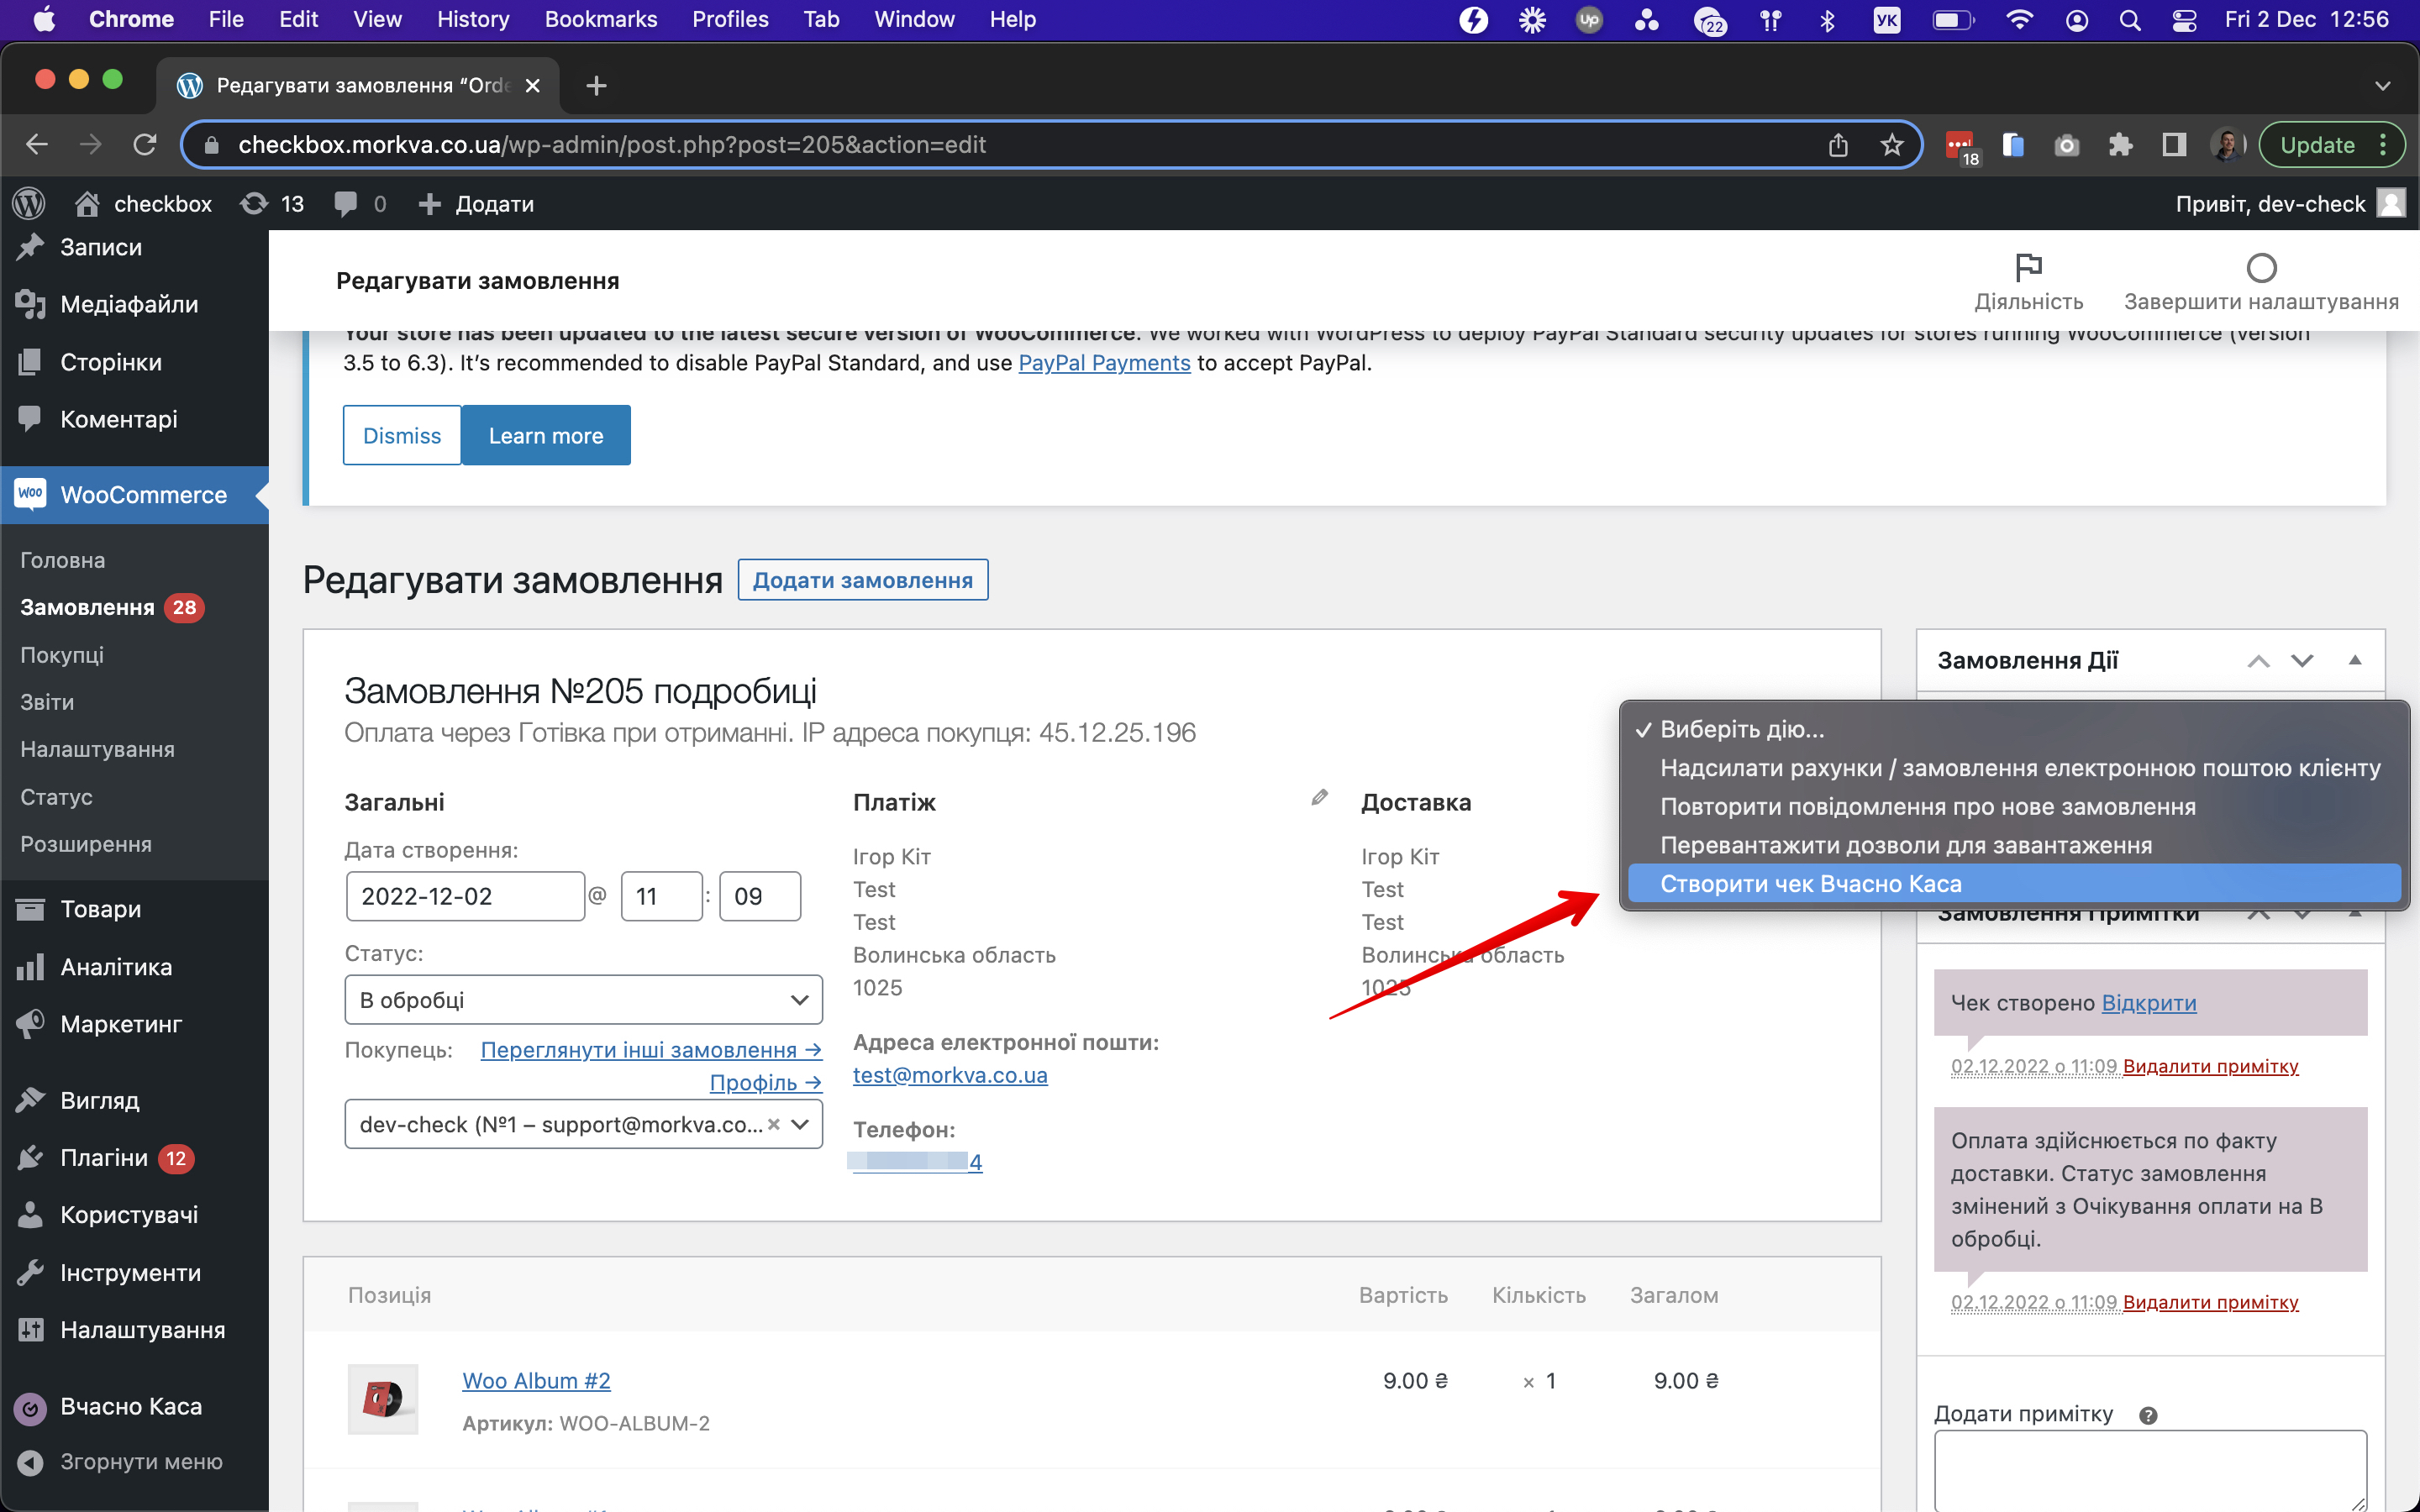 Chrome File Edit View History Bookmarks Profiles Tab Window Help
Up 22 УК Fri 2 Dec 12:56
Редагувати замовлення “Orde
checkbox.morkva.co.ua/wp-admin/post.php?post=205&action=edit
18 Update
checkbox 13 0 Додати
Привіт, dev-check
Записи
Медіафайли
Сторінки
Коментарі
Woo WooCommerce
Головна
Замовлення 28
Покупці
Звіти
Налаштування
Статус
Розширення
Товари
Аналітика
Маркетинг
Вигляд
Плагіни 12
Користувачі
Інструменти
Налаштування
Вчасно Каса
Згорнути меню
Редагувати замовлення
Діяльність
Завершити налаштування
Your store has been updated to the latest secure version of WooCommerce. We worked with WordPress to deploy PayPal Standard security updates for stores running WooCommerce (version
3.5 to 6.3). It’s recommended to disable PayPal Standard, and use PayPal Payments to accept PayPal.
Dismiss Learn more
Редагувати замовлення Додати замовлення
Замовлення №205 подробиці
Оплата через Готівка при отриманні. IP адреса покупця: 45.12.25.196
Загальні
Дата створення:
2022-12-02 @ 11 : 09
Статус:
В обробці
Покупець: Переглянути інші замовлення →
Профіль →
dev-check (№1 – support@morkva.co... ×
Платіж
Ігор Кіт
Test
Test
Волинська область
1025
Адреса електронної пошти:
test@morkva.co.ua
Телефон:
4
Доставка
Ігор Кіт
Test
Test
Волинська область
1025
Замовлення Дії
✓ Виберіть дію...
Надсилати рахунки / замовлення електронною поштою клієнту
Повторити повідомлення про нове замовлення
Перевантажити дозволи для завантаження
Створити чек Вчасно Каса
Замовлення Примітки
Чек створено Відкрити
02.12.2022 о 11:09 Видалити примітку
Оплата здійснюється по факту
доставки. Статус замовлення
змінений з Очікування оплати на В
обробці.
02.12.2022 о 11:09 Видалити примітку
Додати примітку ?
Позиція Вартість Кількість Загалом
Woo Album #2 9.00 ₴ × 1 9.00 ₴
Артикул: WOO-ALBUM-2